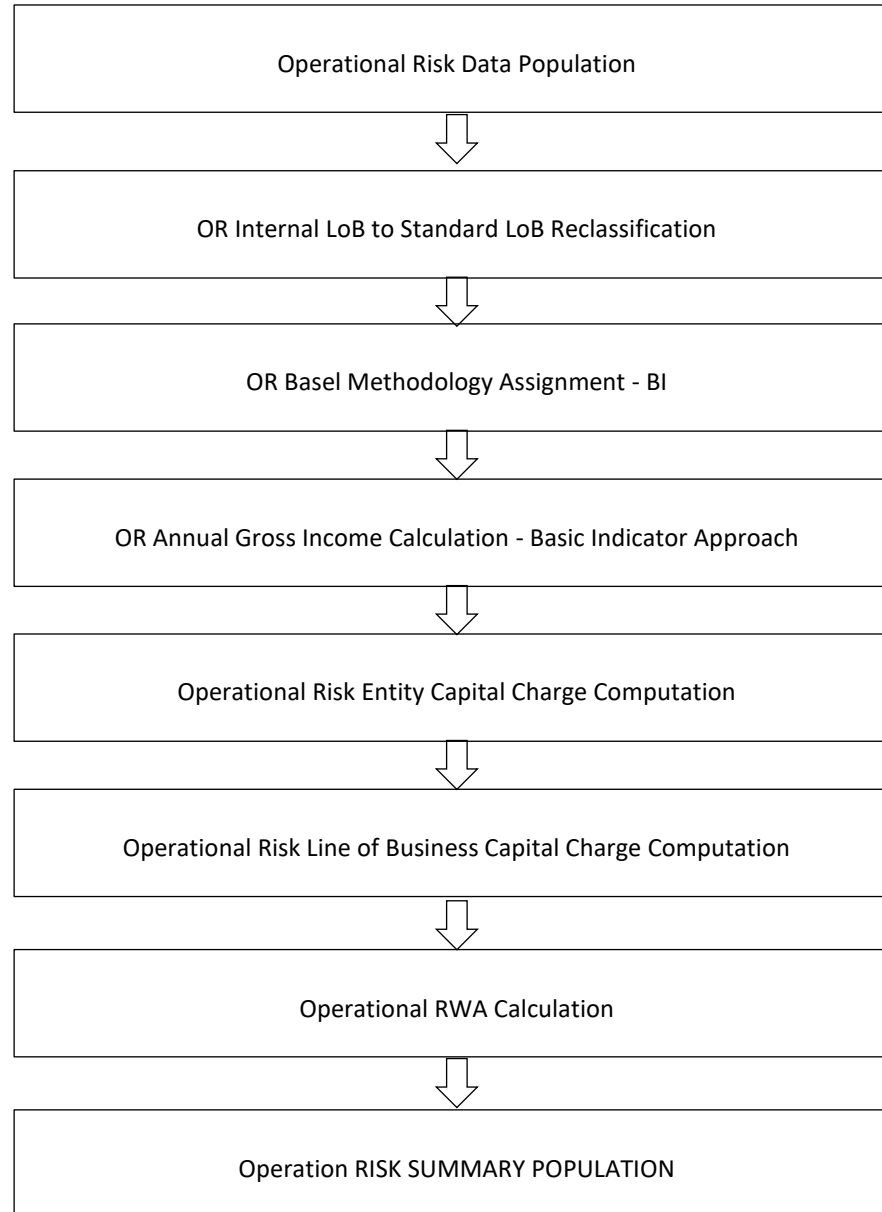 Operational Risk Data Population
OR Internal LoB to Standard LoB Reclassification
OR Basel Methodology Assignment - BI
OR Annual Gross Income Calculation - Basic Indicator Approach
Operational Risk Entity Capital Charge Computation
Operational Risk Line of Business Capital Charge Computation
Operational RWA Calculation
Operation RISK SUMMARY POPULATION